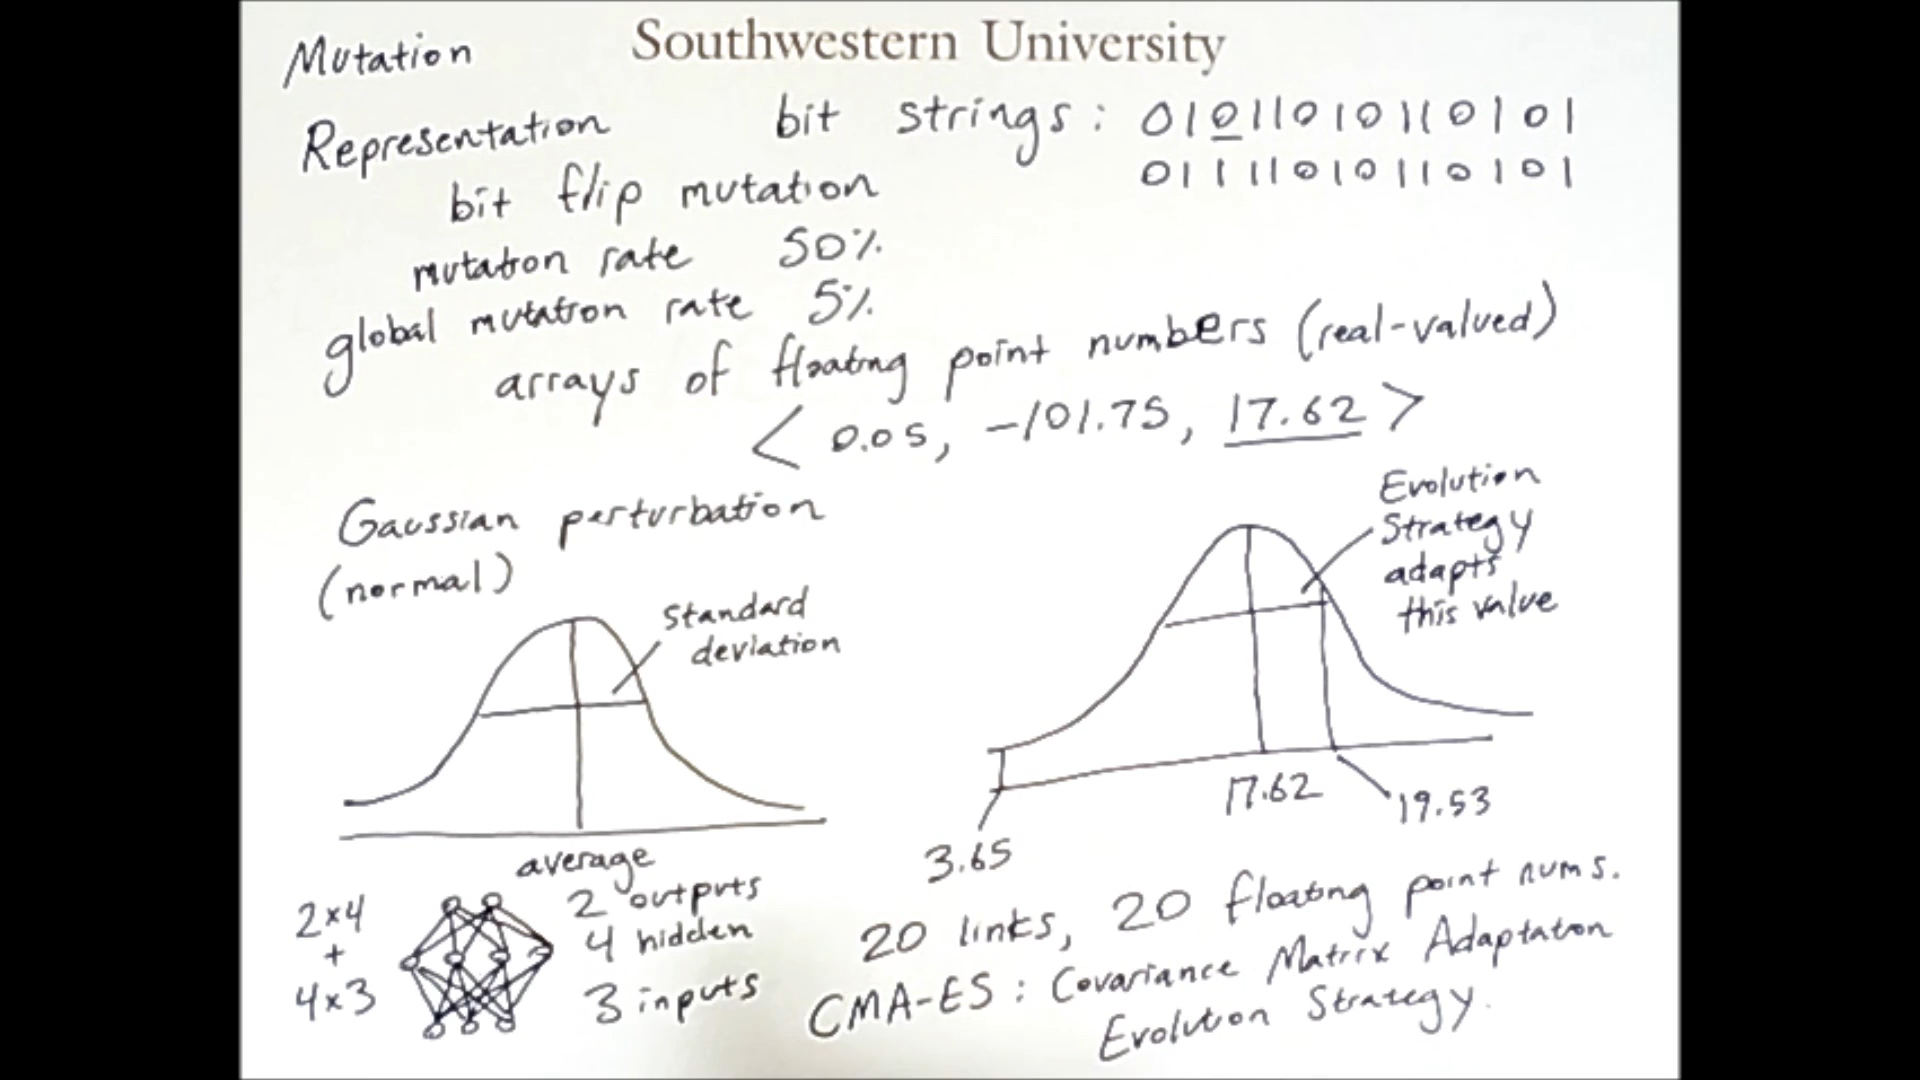 Mutation
Southwestern University
Representation
bit strings: 01011010110101
01111010110101
bit flip mutation
mutation rate 50%
global mutation rate 5%
arrays of floating point numbers (real-valued)
< 0.05, -101.75, 17.62 >
Gaussian perturbation
(normal)
Standard
deviation
average
Evolution
Strategy
adapts
this value
17.62
19.53
3.65
2x4
+
4x3
2 outputs
4 hidden
3 inputs
20 links, 20 floating point nums.
CMA-ES: Covariance Matrix Adaptation
Evolution Strategy.